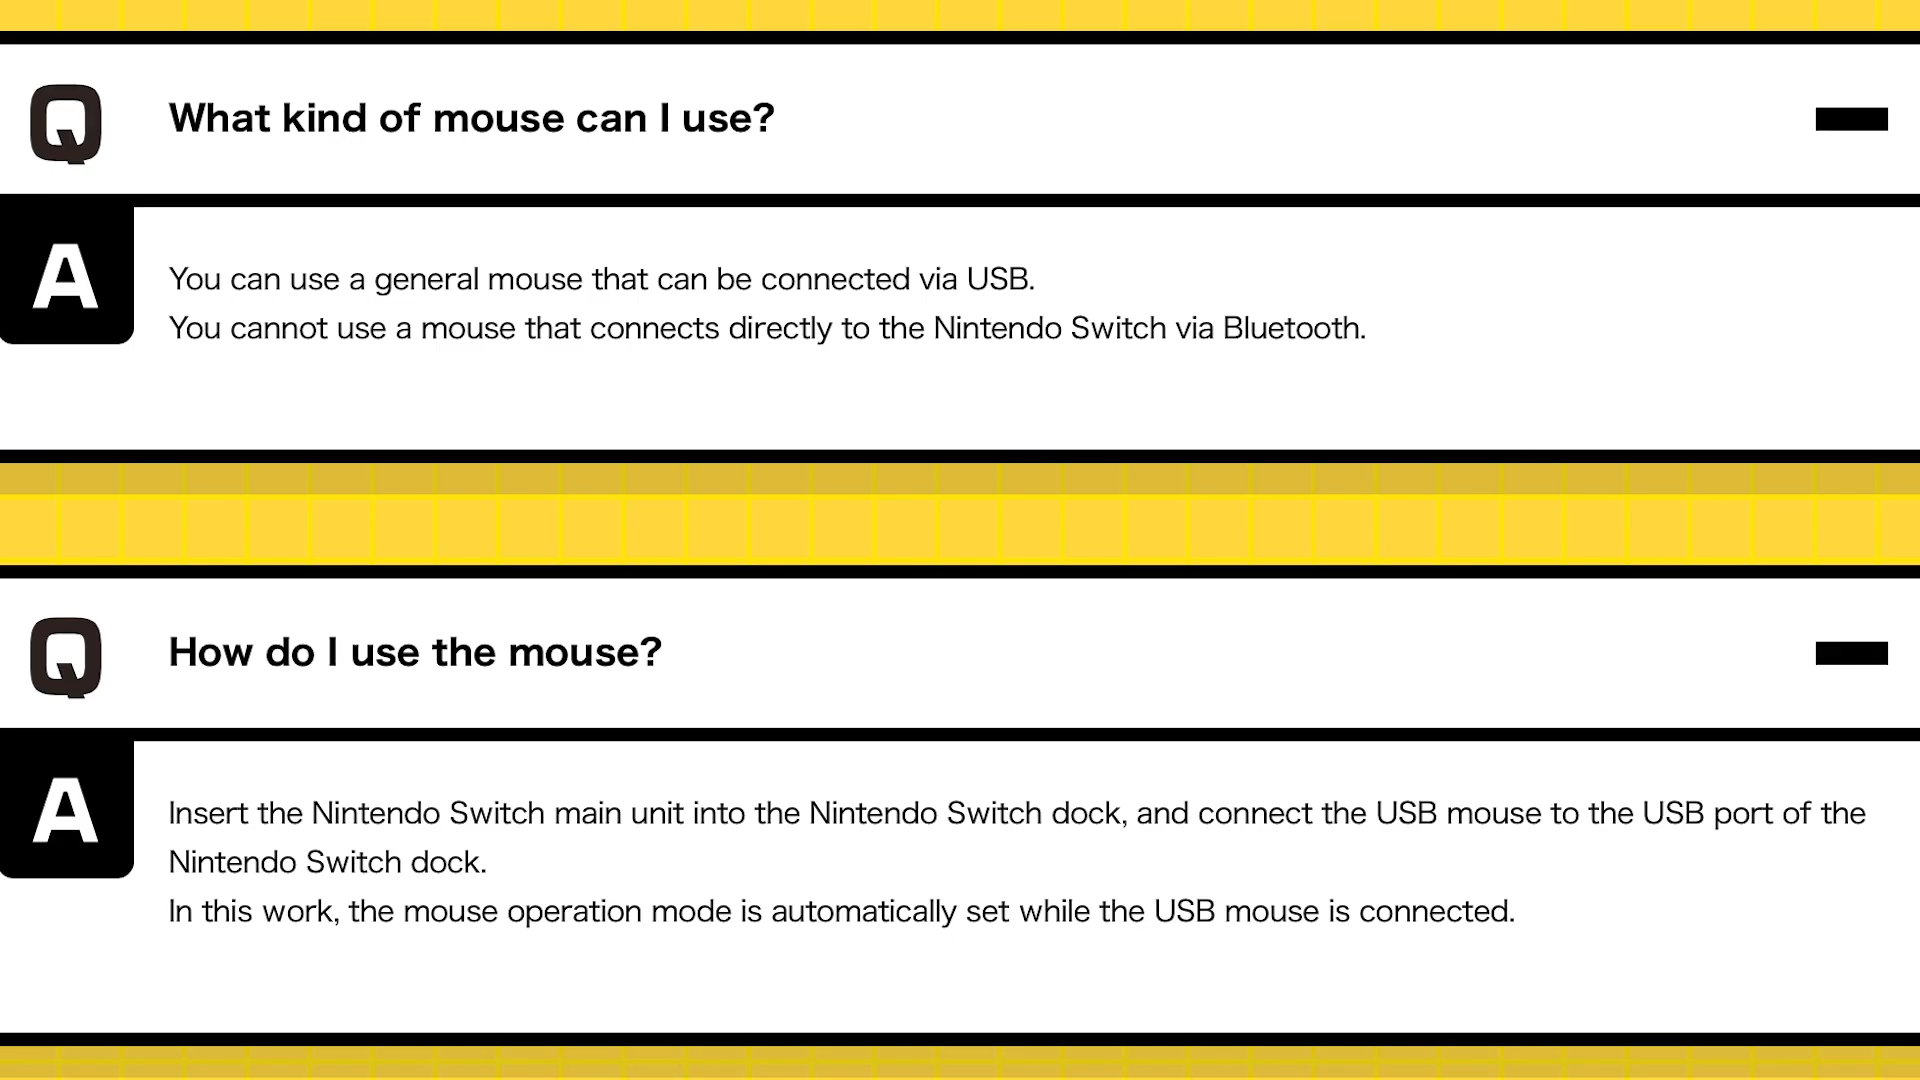 Q What kind of mouse can I use?
A You can use a general mouse that can be connected via USB.
You cannot use a mouse that connects directly to the Nintendo Switch via Bluetooth.
Q How do I use the mouse?
A Insert the Nintendo Switch main unit into the Nintendo Switch dock, and connect the USB mouse to the USB port of the
Nintendo Switch dock.
In this work, the mouse operation mode is automatically set while the USB mouse is connected.